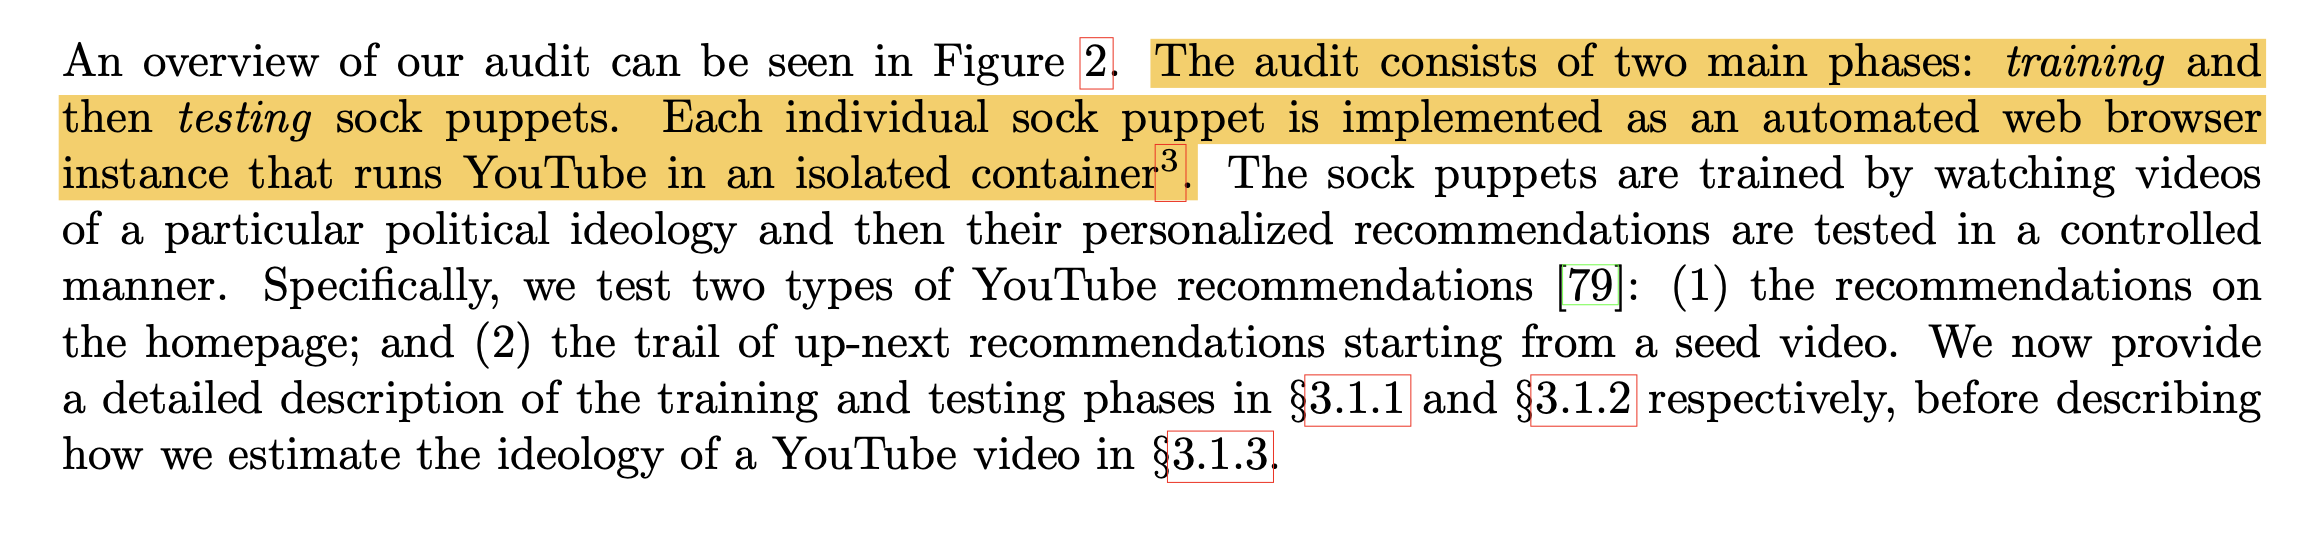 An overview of our audit can be seen in Figure 2. The audit consists of two main phases: training and
then testing sock puppets. Each individual sock puppet is implemented as an automated web browser
instance that runs YouTube in an isolated container³. The sock puppets are trained by watching videos
of a particular political ideology and then their personalized recommendations are tested in a controlled
manner. Specifically, we test two types of YouTube recommendations [79]: (1) the recommendations on
the homepage; and (2) the trail of up-next recommendations starting from a seed video. We now provide
a detailed description of the training and testing phases in §3.1.1 and §3.1.2 respectively, before describing
how we estimate the ideology of a YouTube video in §3.1.3.